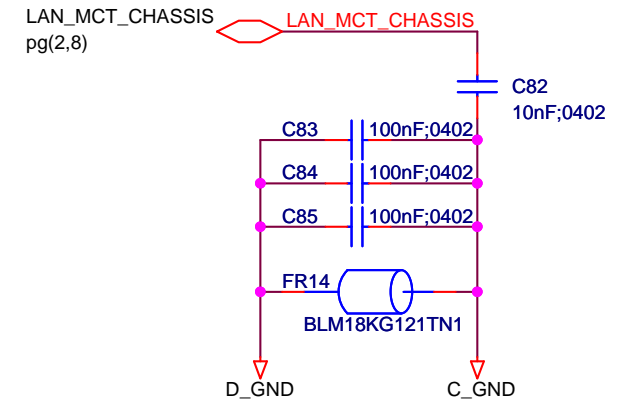 LAN_MCT_CHASSIS
LAN_MCT_CHASSIS
pg(2,8)
C82
10nF;0402
C83
100nF;0402
C84
100nF;0402
C85
100nF;0402
FR14
BLM18KG121TN1
D_GND
C_GND